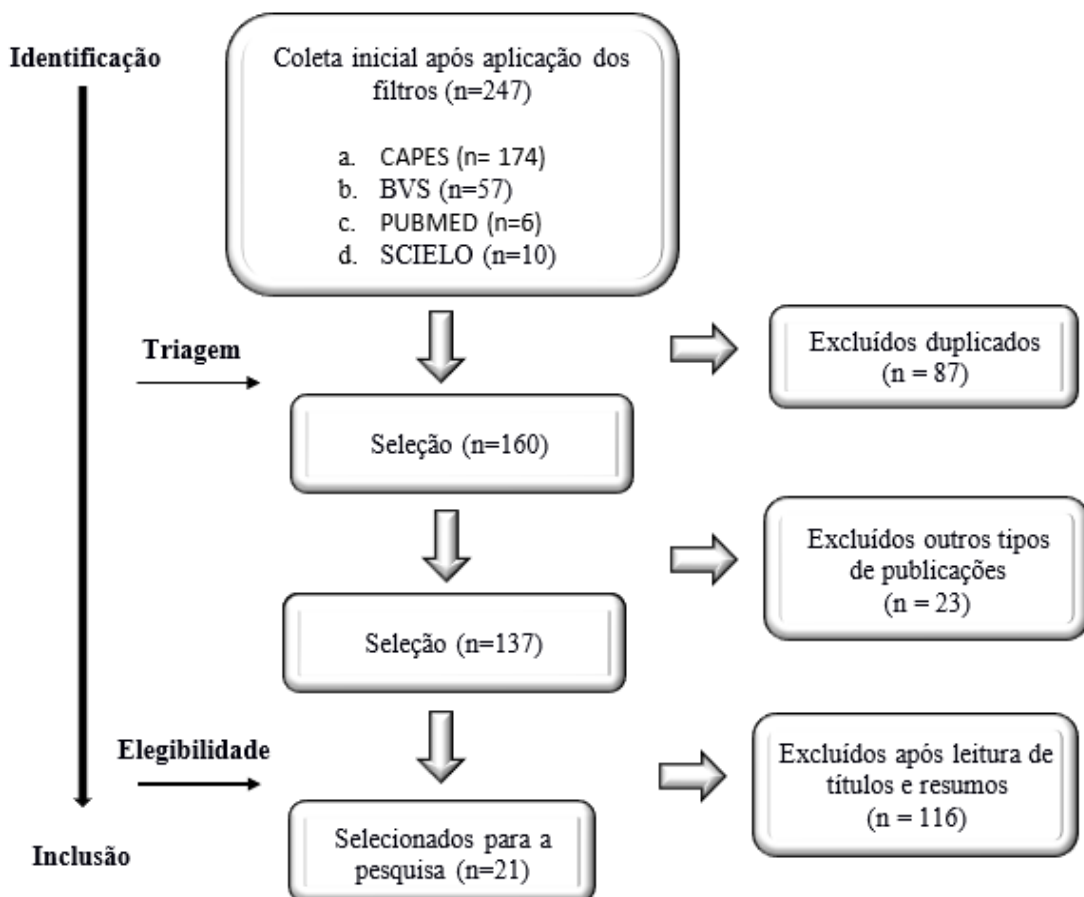 Identificação
Coleta inicial após aplicação dos
filtros (n=247)
a. CAPES (n= 174)
b. BVS (n=57)
c. PUBMED (n=6)
d. SCIELO (n=10)
Triagem
Excluídos duplicados
(n = 87)
Seleção (n=160)
Excluídos outros tipos
de publicações
(n = 23)
Seleção (n=137)
Elegibilidade
Excluídos após leitura de
títulos e resumos
(n = 116)
Inclusão
Selecionados para a
pesquisa (n=21)